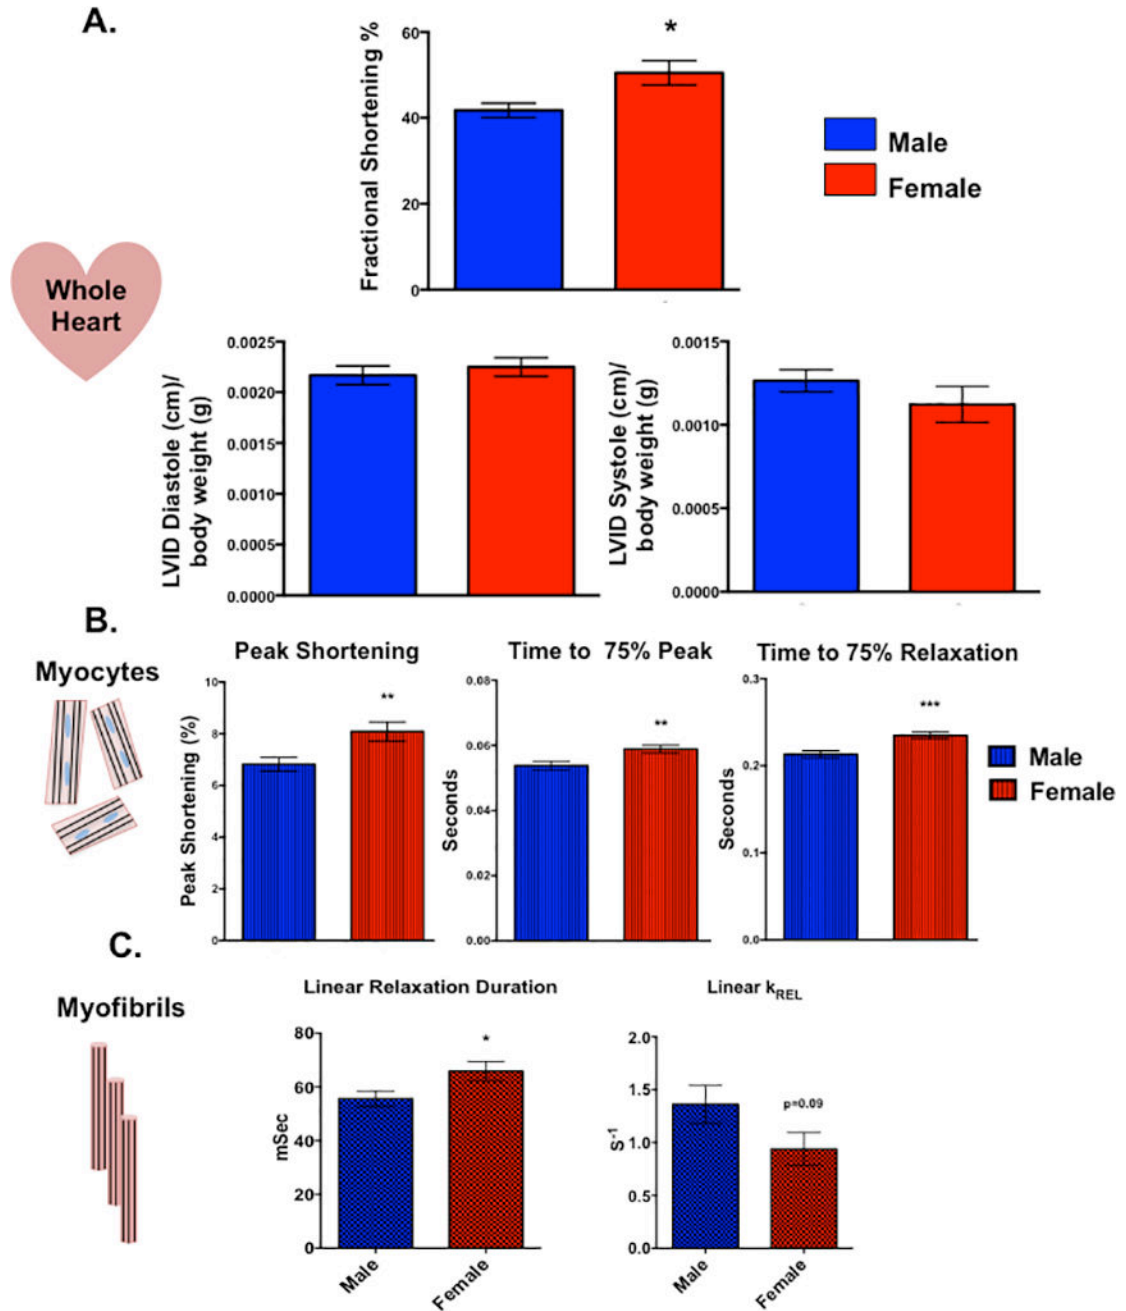 A.
Fractional Shortening %
60
40
20
0
*
Male
Female
Whole
Heart
LVID Diastole (cm)/
body weight (g)
0.0025
0.0020
0.0015
0.0010
0.0005
0.0000
LVID Systole (cm)/
body weight (g)
0.0015
0.0010
0.0005
0.0000
B.
Myocytes
Peak Shortening
Peak Shortening (%)
10
8
6
4
2
0
**
Time to 75% Peak
Seconds
0.08
0.06
0.04
0.02
0.00
**
Time to 75% Relaxation
Seconds
0.3
0.2
0.1
0.0
***
Male
Female
C.
Myofibrils
Linear Relaxation Duration
mSec
80
60
40
20
0
*
Male
Female
Linear kREL
S-1
2.0
1.5
1.0
0.5
0.0
p=0.09
Male
Female